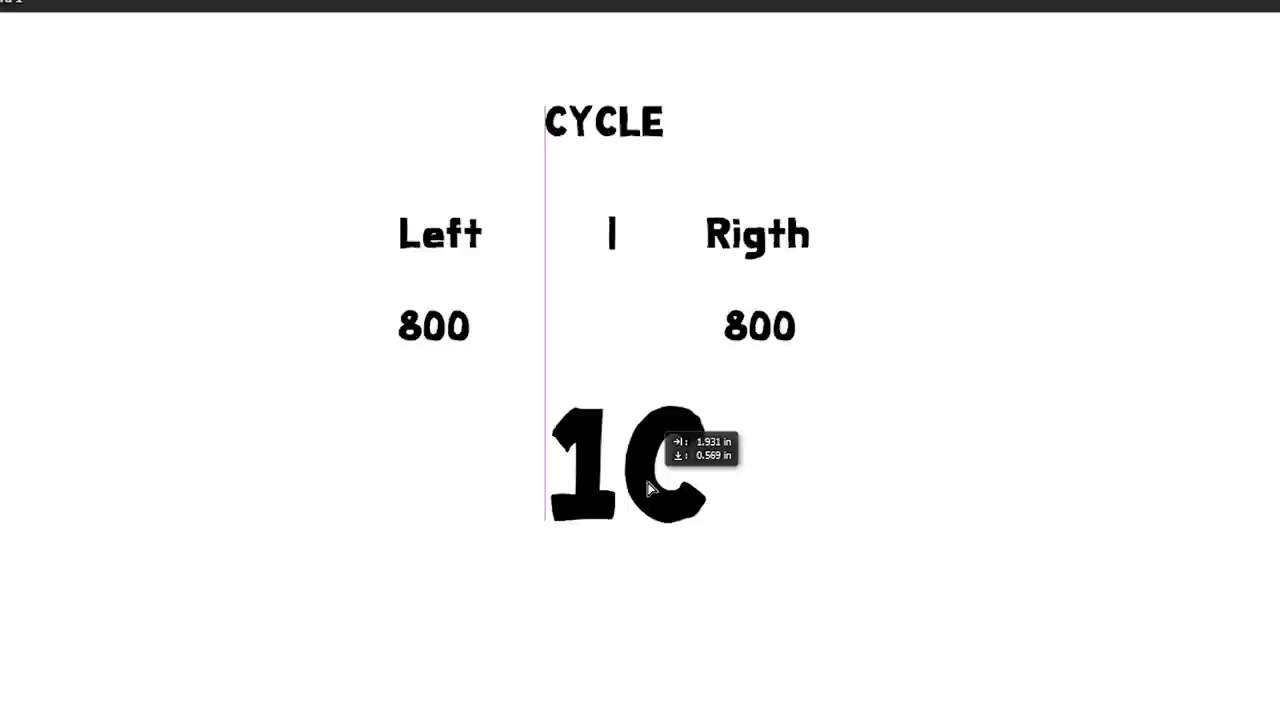 CYCLE
Left | Rigth
800 800
1C
→|: 1.931 in
↓: 0.569 in